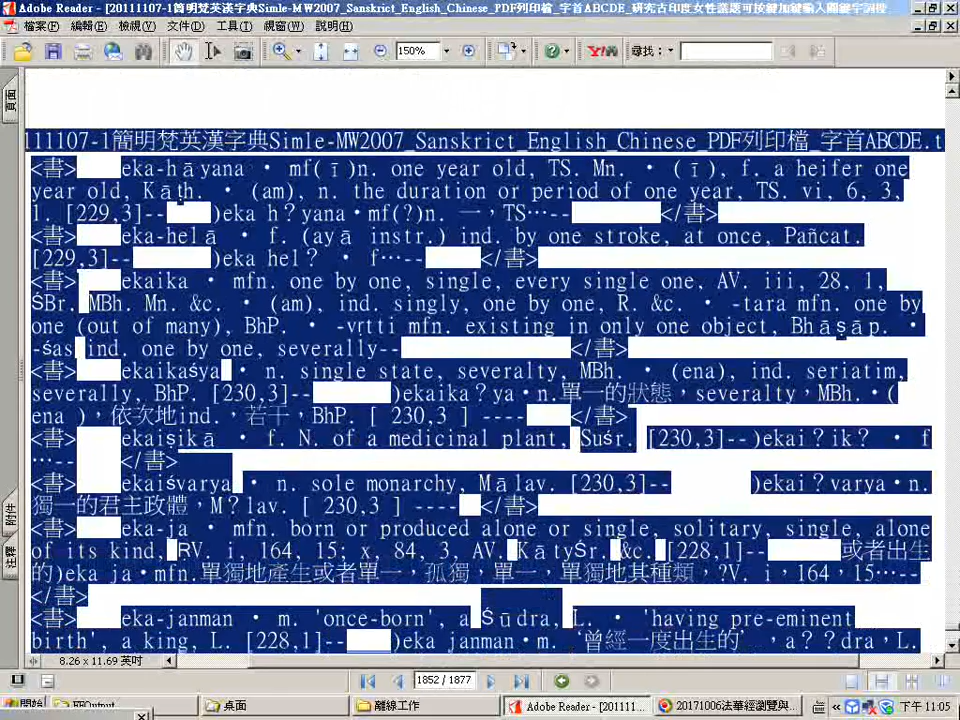 Adobe Reader - [20111107-1簡明梵英漢字典Simle-MW2007_Sanskrict_English_Chinese_PDF列印檔_字首ABCDE_研究古印度女性議題可按鍵輸入關鍵字詞搜
檔案(F) 編輯(E) 檢視(V) 文件(D) 工具(T) 視窗(W) 說明(H)
150% Y! 尋找：
頁面
111107-1簡明梵英漢字典Simle-MW2007_Sanskrict_English_Chinese_PDF列印檔_字首ABCDE.t
<書> eka-hāyana • mf(ī)n. one year old, TS. Mn. • (ī), f. a heifer one
year old, Kāṭh. • (am), n. the duration or period of one year, TS. vi, 6, 3,
1. [229,3]-- )eka h？yana•mf(?)n. 一，TS…-- </書>
<書> eka-helā • f. (ayā instr.) ind. by one stroke, at once, Pañcat.
[229,3]-- )eka hel？ • f…-- </書>
<書> ekaika • mfn. one by one, single, every single one, AV. iii, 28, 1,
ŚBr. MBh. Mn. &c. • (am), ind. singly, one by one, R. &c. • -tara mfn. one by
one (out of many), BhP. • -vṛtti mfn. existing in only one object, Bhāṣāp. •
-śas ind. one by one, severally-- </書>
<書> ekaikaśya • n. single state, severalty, MBh. • (ena), ind. seriatim,
severally, BhP. [230,3]-- )ekaika？ya•n.單一的狀態，severalty，MBh.•(
ena )，依次地ind.，若干，BhP. [ 230,3 ] ---- </書>
<書> ekaiṣikā • f. N. of a medicinal plant, Suśr. [230,3]--)ekai？ik？ • f
…-- </書>
<書> ekaiśvarya • n. sole monarchy, Mālav. [230,3]-- )ekai？varya•n.
獨一的君主政體，M？lav. [ 230,3 ] ---- </書>
<書> eka-ja • mfn. born or produced alone or single, solitary, single, alone
of its kind, RV. i, 164, 15; x, 84, 3, AV. KātyŚr. &c. [228,1]-- 或者出生
的)eka ja•mfn.單獨地產生或者單一，孤獨，單一，單獨地其種類，?V. i，164，15…--
</書>
<書> eka-janman • m. 'once-born', a Śūdra, L. • 'having pre-eminent
birth', a king, L. [228,1]-- )eka janman•m. ‘曾經一度出生的’，a？？dra，L.
附件
注釋
8.26 x 11.69 英吋
1852 / 1877
開始 桌面 離線工作 Adobe Reader - [201111... 20171006法華經瀏覽與... 下午 11:05